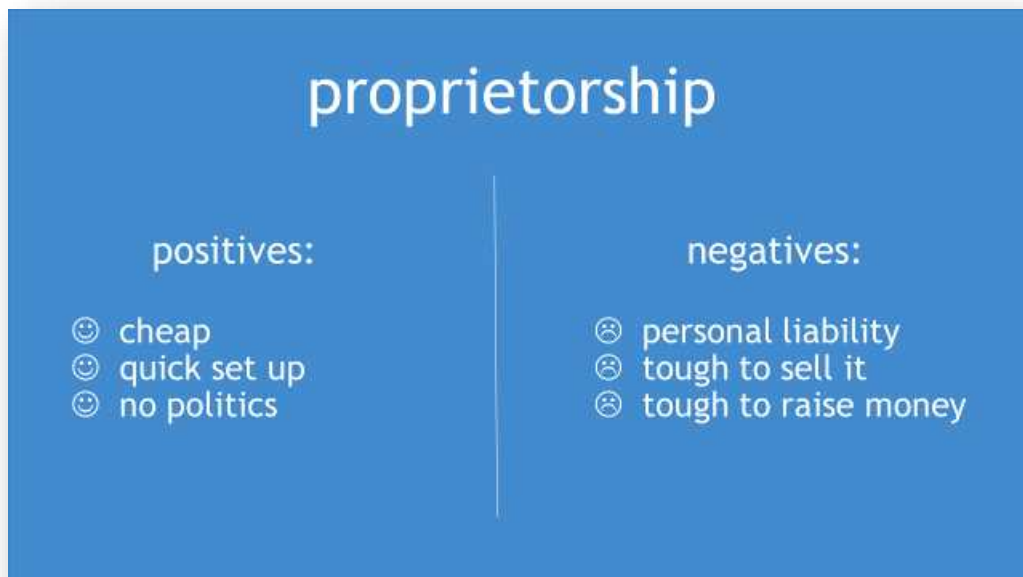 proprietorship
positives:
☺ cheap
☺ quick set up
☺ no politics
negatives:
☹ personal liability
☹ tough to sell it
☹ tough to raise money